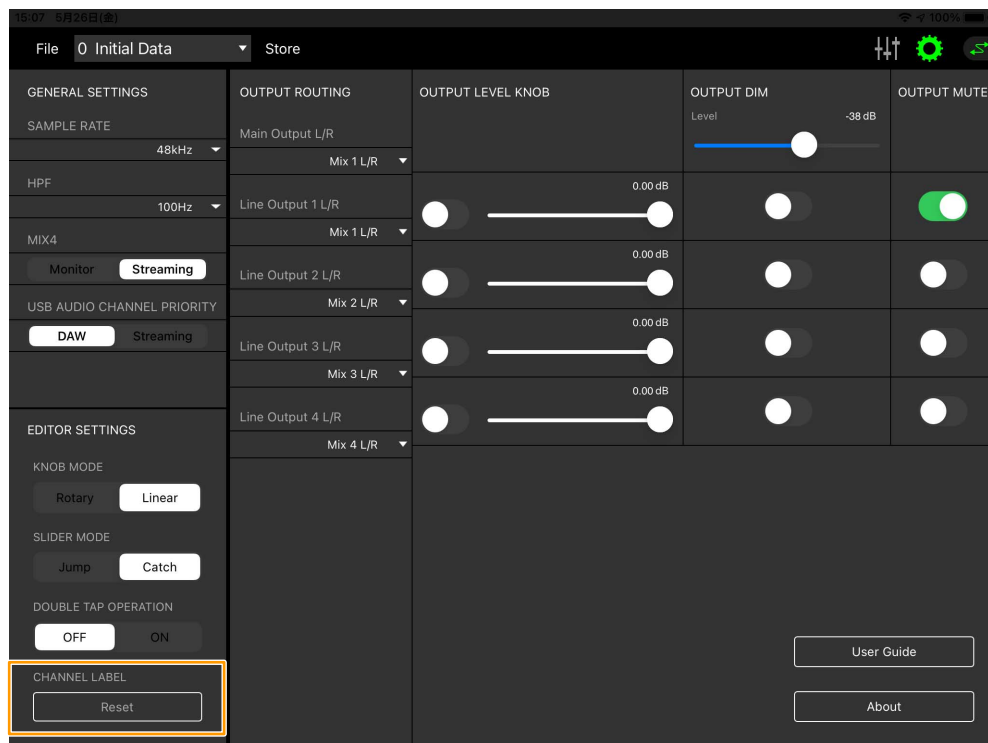 15:07 5月26日(金) 100%
File 0 Initial Data Store
GENERAL SETTINGS
SAMPLE RATE
48kHz
HPF
100Hz
MIX4
Monitor Streaming
USB AUDIO CHANNEL PRIORITY
DAW Streaming
EDITOR SETTINGS
KNOB MODE
Rotary Linear
SLIDER MODE
Jump Catch
DOUBLE TAP OPERATION
OFF ON
CHANNEL LABEL
Reset
OUTPUT ROUTING
Main Output L/R
Mix 1 L/R
Line Output 1 L/R
Mix 1 L/R
Line Output 2 L/R
Mix 2 L/R
Line Output 3 L/R
Mix 3 L/R
Line Output 4 L/R
Mix 4 L/R
OUTPUT LEVEL KNOB
0.00 dB
0.00 dB
0.00 dB
0.00 dB
OUTPUT DIM
Level -38 dB
OUTPUT MUTE
User Guide
About